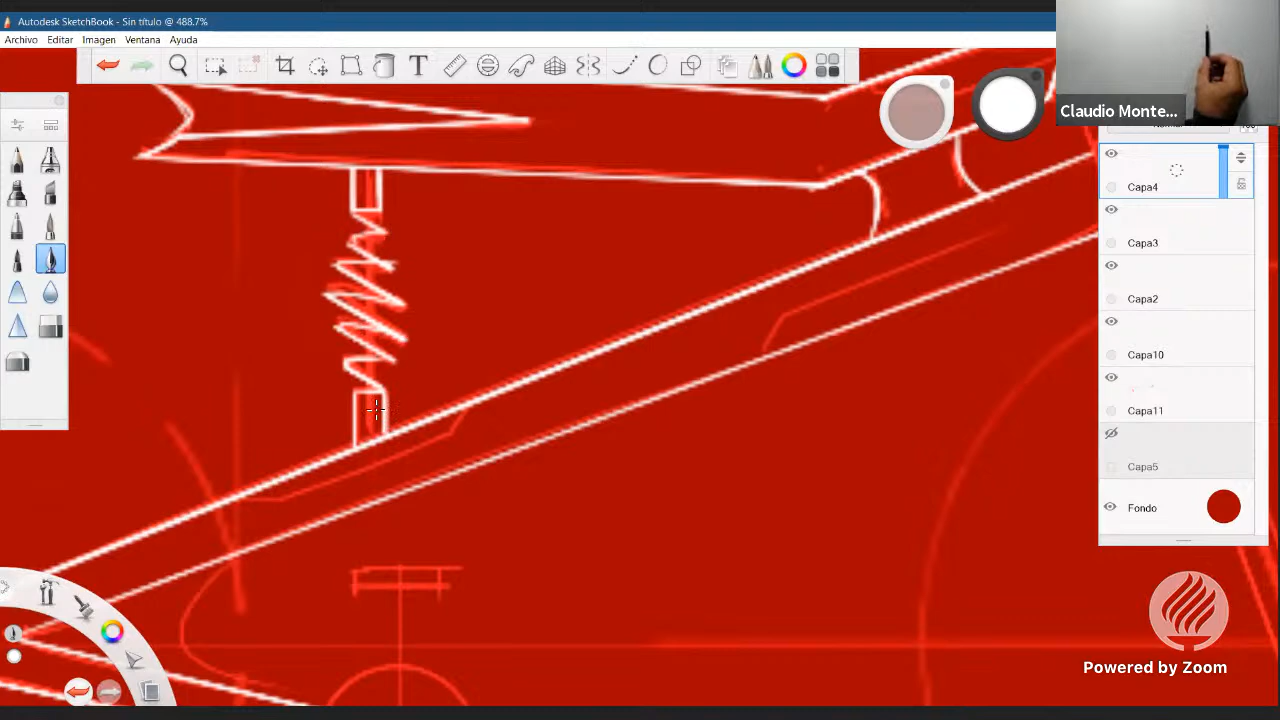 Autodesk SketchBook - Sin título @ 488.7%
Archivo Editar Imagen Ventana Ayuda
Claudio Monte...
Capa4
Capa3
Capa2
Capa10
Capa11
Capa5
Fondo
Powered by Zoom